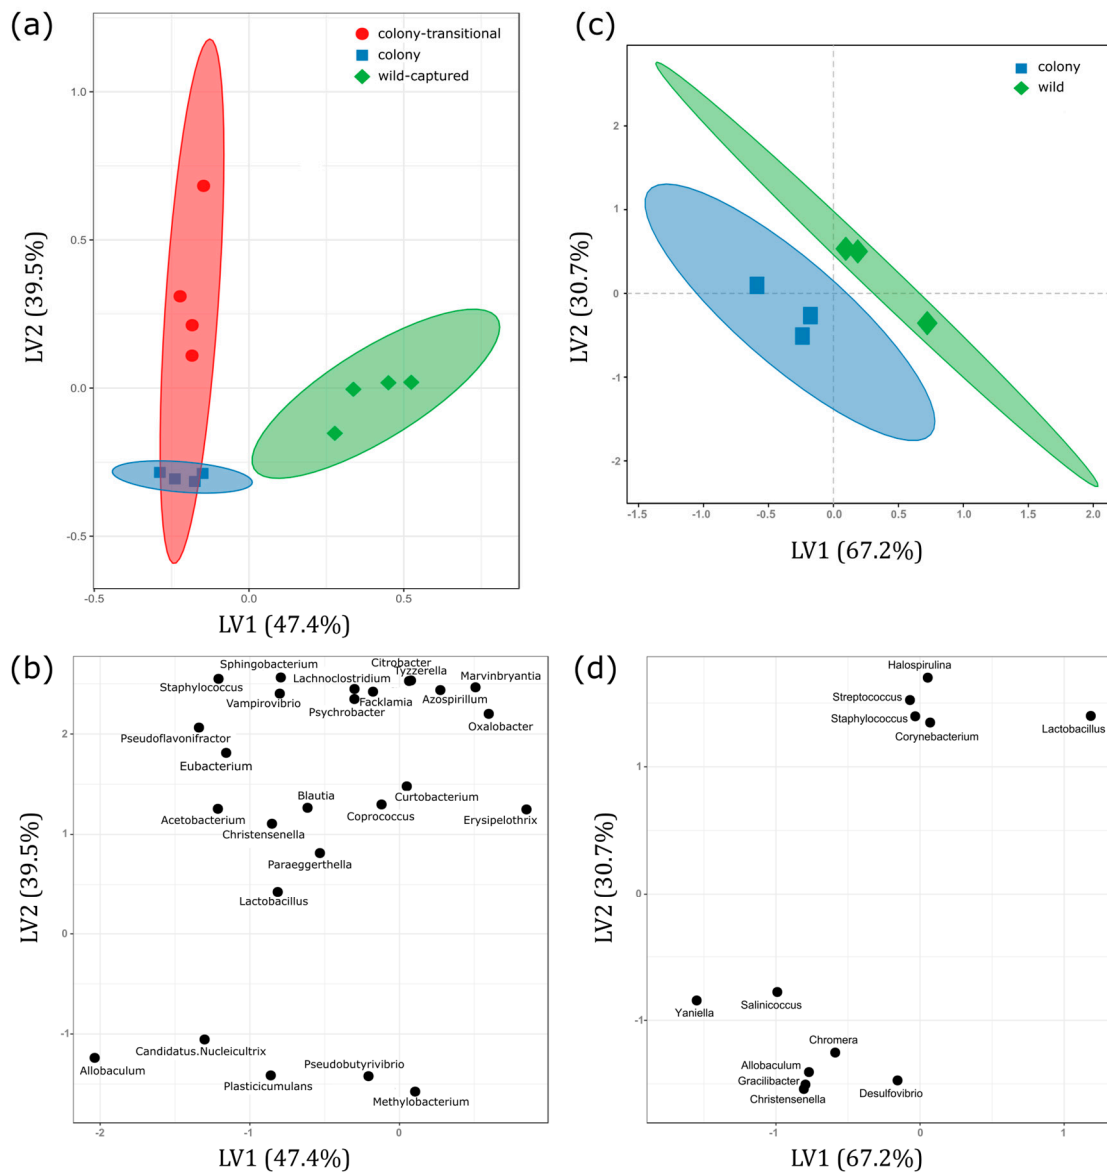 (a)
colony-transitional
colony
wild-captured
1.0
0.5
0.0
-0.5
-0.5
0.0
0.5
LV2 (39.5%)
LV1 (47.4%)
(c)
colony
wild
2
1
0
-1
-2
-1.5
-1.0
-0.5
0.0
0.5
1.0
1.5
2.0
LV2 (30.7%)
LV1 (67.2%)
(b)
Sphingobacterium
Citrobacter
Staphylococcus
Lachnoclostridium
Tyzzerella
Marvinbryantia
Vampirovibrio
Facklamia
Azospirillum
Psychrobacter
Oxalobacter
Pseudoflavonifractor
Eubacterium
Blautia
Curtobacterium
Acetobacterium
Coprococcus
Erysipelothrix
Christensenella
Paraeggerthella
Lactobacillus
Candidatus.Nucleicultrix
Pseudobutyrivibrio
Allobaculum
Plasticicumulans
Methylobacterium
2
1
0
-1
-2
-1
0
LV2 (39.5%)
LV1 (47.4%)
(d)
Halospirulina
Streptococcus
Staphylococcus
Lactobacillus
Corynebacterium
Yaniella
Salinicoccus
Chromera
Allobaculum
Gracilibacter
Desulfovibrio
Christensenella
1
0
-1
-1
0
1
LV2 (30.7%)
LV1 (67.2%)